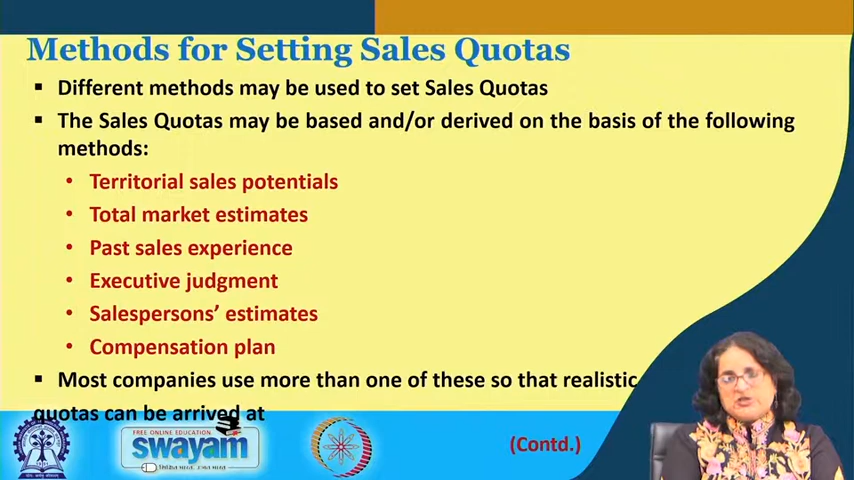 Methods for Setting Sales Quotas
▪ Different methods may be used to set Sales Quotas
▪ The Sales Quotas may be based and/or derived on the basis of the following
methods:
• Territorial sales potentials
• Total market estimates
• Past sales experience
• Executive judgment
• Salespersons’ estimates
• Compensation plan
▪ Most companies use more than one of these so that realistic
quotas can be arrived at
FREE ONLINE EDUCATION
swayam
(Contd.)